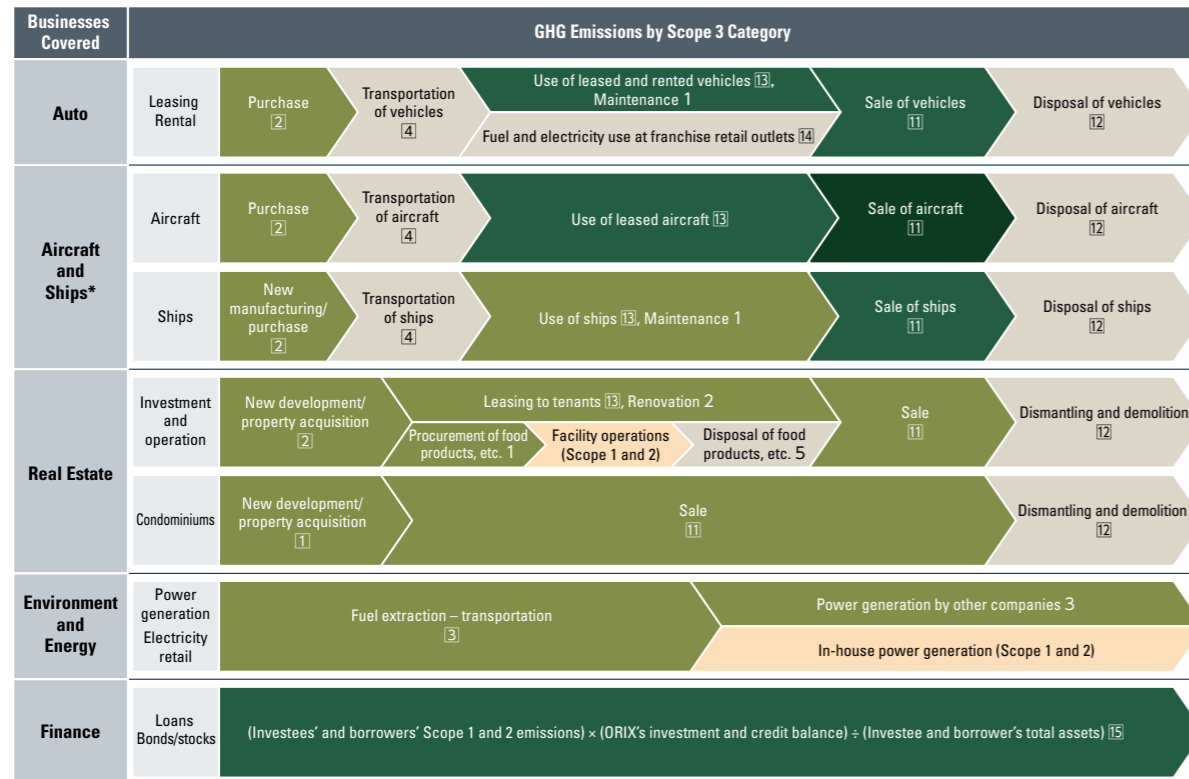 Businesses
Covered
GHG Emissions by Scope 3 Category
Auto
Leasing
Rental
Purchase
2
Transportation
of vehicles
4
Use of leased and rented vehicles 13,
Maintenance 1
Fuel and electricity use at franchise retail outlets 14
Sale of vehicles
11
Disposal of vehicles
12
Aircraft
and
Ships*
Aircraft
Purchase
2
Transportation
of aircraft
4
Use of leased aircraft 13
Sale of aircraft
11
Disposal of aircraft
12
Ships
New
manufacturing/
purchase
2
Transportation
of ships
4
Use of ships 13, Maintenance 1
Sale of ships
11
Disposal of ships
12
Real Estate
Investment
and
operation
New development/
property acquisition
2
Leasing to tenants 13, Renovation 2
Procurement of food
products, etc. 1
Facility operations
(Scope 1 and 2)
Disposal of food
products, etc. 5
Sale
11
Dismantling and demolition
12
Condominiums
New development/
property acquisition
1
Sale
11
Dismantling and demolition
12
Environment
and
Energy
Power
generation
Electricity
retail
Fuel extraction – transportation
3
Power generation by other companies 3
In-house power generation (Scope 1 and 2)
Finance
Loans
Bonds/stocks
(Investees' and borrowers' Scope 1 and 2 emissions) × (ORIX's investment and credit balance) ÷ (Investee and borrower's total assets) 15